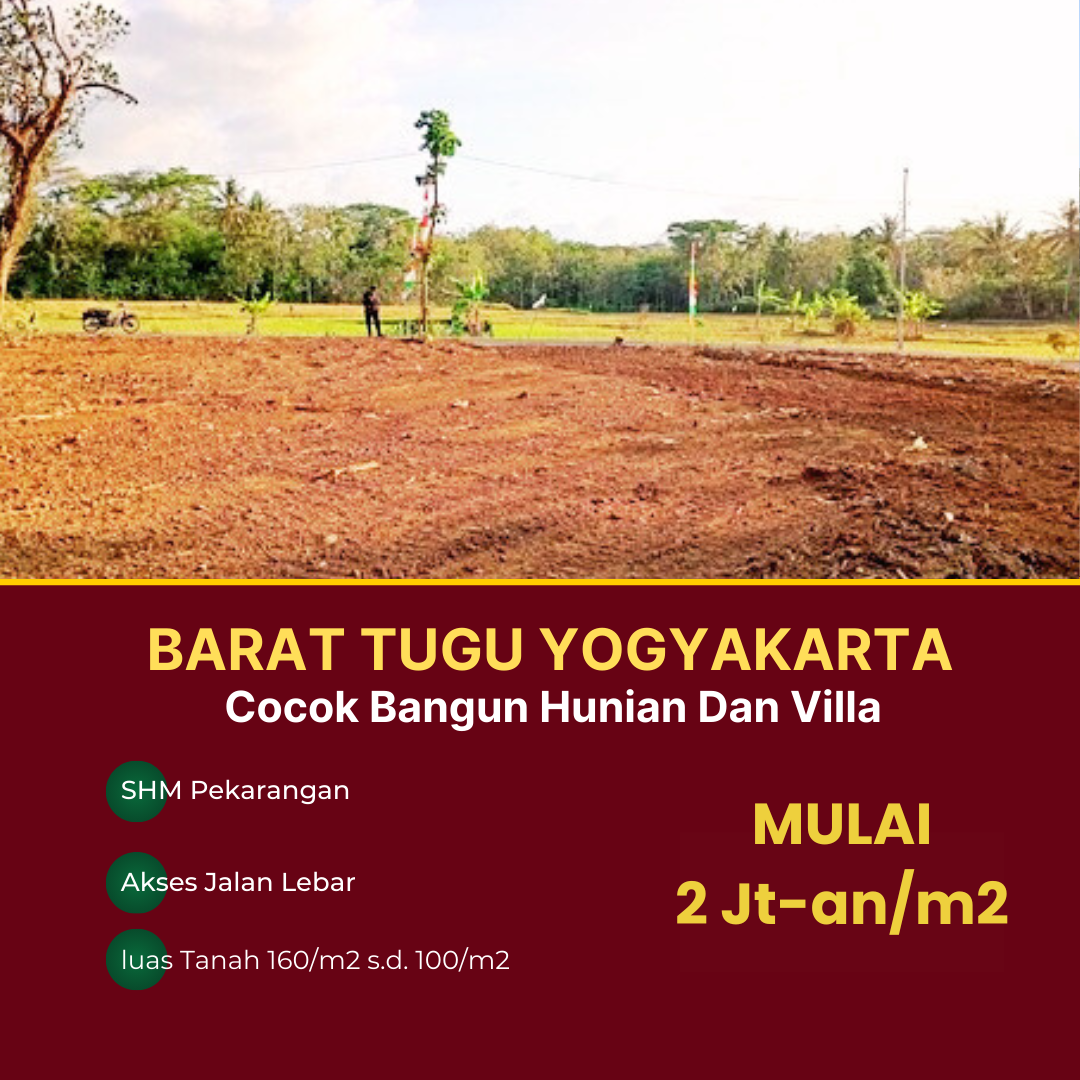 BARAT TUGU YOGYAKARTA
Cocok Bangun Hunian Dan Villa
SHM Pekarangan
Akses Jalan Lebar
luas Tanah 160/m2 s.d. 100/m2
MULAI
2 Jt-an/m2